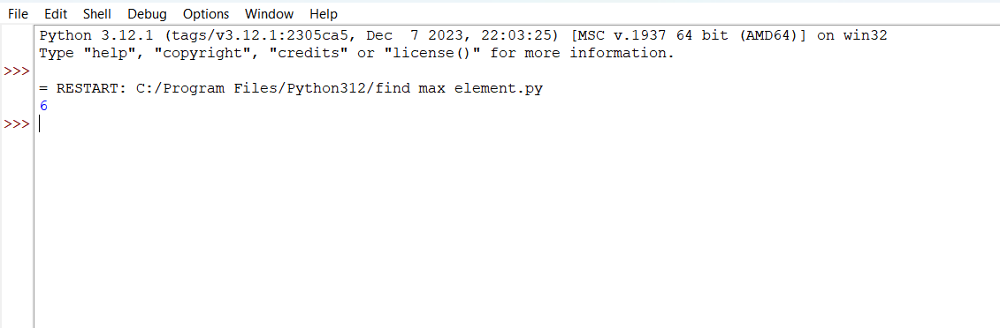 File Edit Shell Debug Options Window Help
Python 3.12.1 (tags/v3.12.1:2305ca5, Dec  7 2023, 22:03:25) [MSC v.1937 64 bit (AMD64)] on win32
Type "help", "copyright", "credits" or "license()" for more information.
>>>
= RESTART: C:/Program Files/Python312/find max element.py
6
>>>